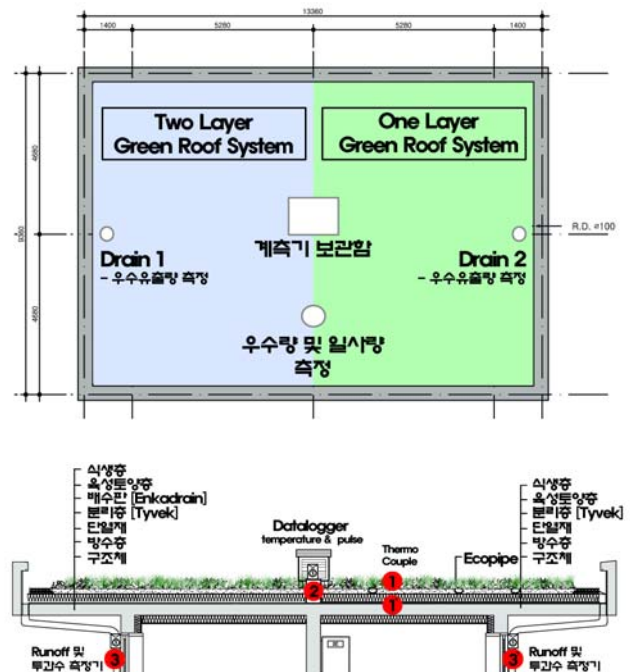 13360
1400
5280
5280
1400
Two Layer
Green Roof System
One Layer
Green Roof System
4680
9360
4680
계측기 보관함
R.D. ø100
Drain 1
- 우수유출량 측정
Drain 2
- 우수유출량 측정
우수량 및 일사량
측정
식생층
육성토양층
배수판 [Enkadrain]
분리층 [Tyvek]
단열재
방수층
구조체
식생층
육성토양층
분리층 [Tyvek]
단열재
방수층
구조체
Datalogger
temperature & pulse
Thermo
Couple
Ecopipe
1
2
1
Runoff 및
투과수 측정기
3
3
Runoff 및
투과수 측정기